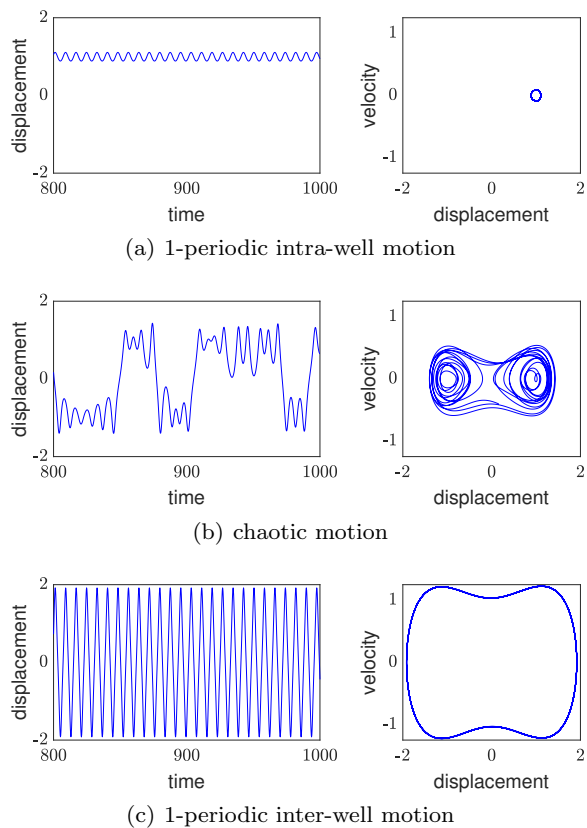 2
0
-2
displacement
800 900 1000
time
1
0
-1
velocity
-2 0 2
displacement
(a) 1-periodic intra-well motion
2
0
-2
displacement
800 900 1000
time
1
0
-1
velocity
-2 0 2
displacement
(b) chaotic motion
2
0
-2
displacement
800 900 1000
time
1
0
-1
velocity
-2 0 2
displacement
(c) 1-periodic inter-well motion